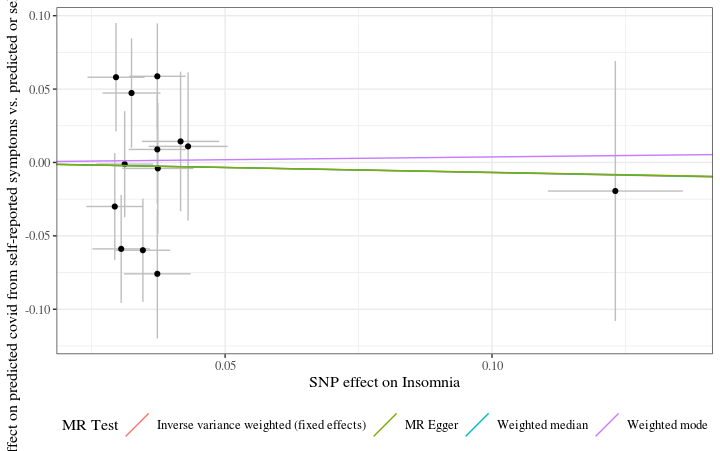 effect on predicted covid from self-reported symptoms vs. predicted or se
0.10
0.05
0.00
-0.05
-0.10
0.05
0.10
SNP effect on Insomnia
MR Test
Inverse variance weighted (fixed effects)
MR Egger
Weighted median
Weighted mode